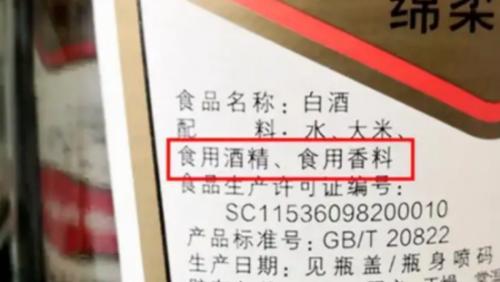 绵柔
食品名称：白酒
配料：水、大米、
食用酒精、食用香料
食品生产许可证编号：
SC11536098200010
产品标准号：GB/T 20822
生产日期：见瓶盖/瓶身喷码